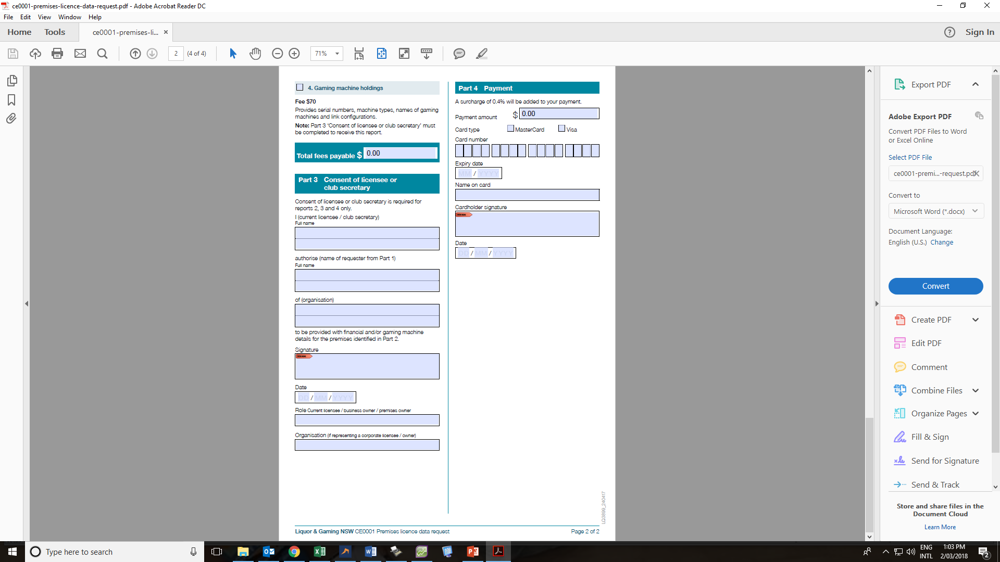 ce0001-premises-licence-data-request.pdf - Adobe Acrobat Reader DC
File Edit View Window Help
Home Tools ce0001-premises-li... ×
Sign In
2 (4 of 4) 71%
4. Gaming machine holdings
Fee $70
Provides serial numbers, machine types, names of gaming
machines and link configurations.
Note: Part 3 'Consent of licensee or club secretary' must
be completed to receive this report.
Total fees payable $ 0.00
Part 3 Consent of licensee or
club secretary
Consent of licensee or club secretary is required for
reports 2, 3 and 4 only.
I (current licensee / club secretary)
Full name
authorise (name of requester from Part 1)
Full name
of (organisation)
to be provided with financial and/or gaming machine
details for the premises identified in Part 2.
Signature
Date
DD / MM / YYYY
Role Current licensee / business owner / premises owner
Organisation (if representing a corporate licensee / owner)
Part 4 Payment
A surcharge of 0.4% will be added to your payment.
Payment amount $ 0.00
Card type MasterCard Visa
Card number
Expiry date
MM / YYYY
Name on card
Cardholder signature
Date
DD / MM / YYYY
LQ3899_240417
Liquor & Gaming NSW CE0001 Premises licence data request
Page 2 of 2
Export PDF
Adobe Export PDF
Convert PDF Files to Word
or Excel Online
Select PDF File
ce0001-premi...-request.pdf
Convert to
Microsoft Word (*.docx)
Document Language:
English (U.S.) Change
Convert
Create PDF
Edit PDF
Comment
Combine Files
Organize Pages
Fill & Sign
Send for Signature
Send & Track
Store and share files in the
Document Cloud
Learn More
Type here to search
ENG
INTL
1:03 PM
2/03/2018
2